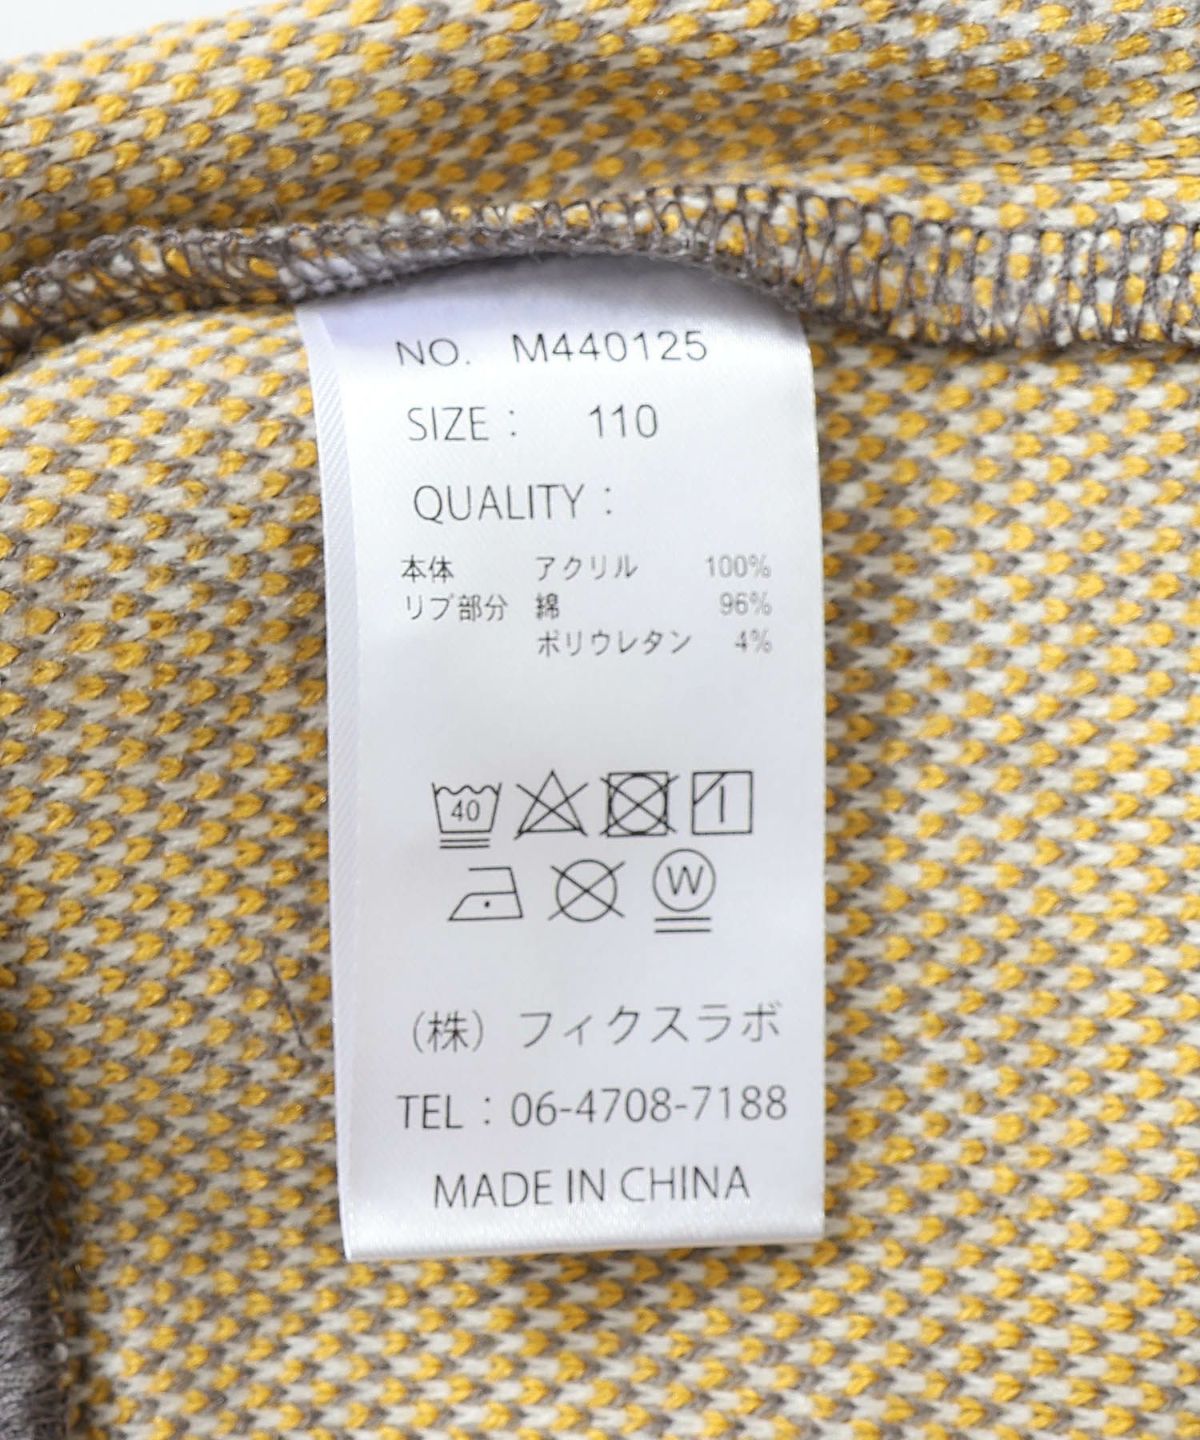 NO. M440125
SIZE : 110
QUALITY :
本体 アクリル 100%
リブ部分 綿 96%
ポリウレタン 4%
40
W
(株) フィクスラボ
TEL : 06-4708-7188
MADE IN CHINA